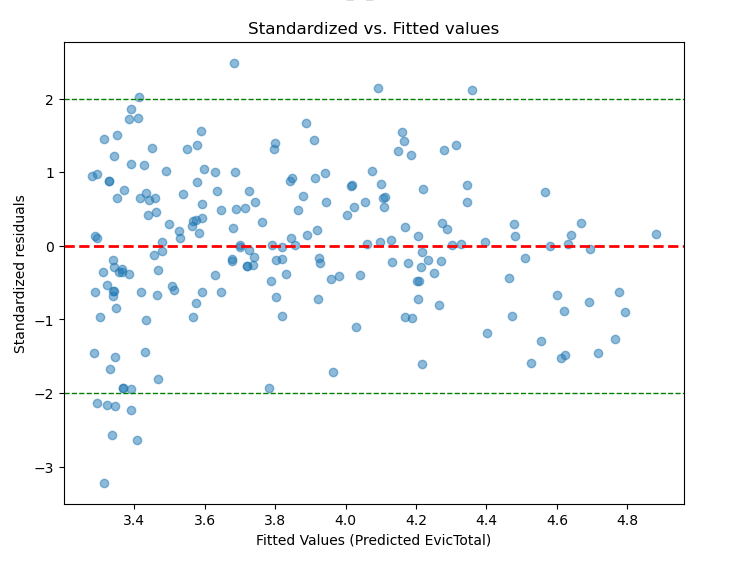 Standardized vs. Fitted values
Standardized residuals
2
1
0
−1
−2
−3
3.4 3.6 3.8 4.0 4.2 4.4 4.6 4.8
Fitted Values (Predicted EvicTotal)